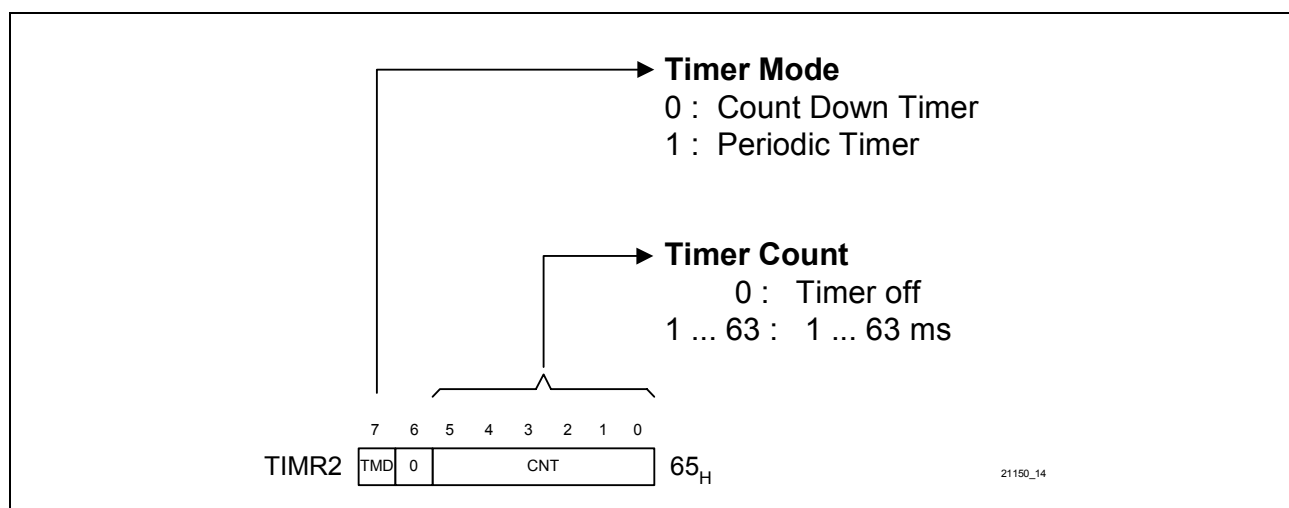 Timer Mode
0 : Count Down Timer
1 : Periodic Timer
Timer Count
0 : Timer off
1 ... 63 : 1 ... 63 ms
7 6 5 4 3 2 1 0
TIMR2 TMD 0 CNT 65H
21150_14